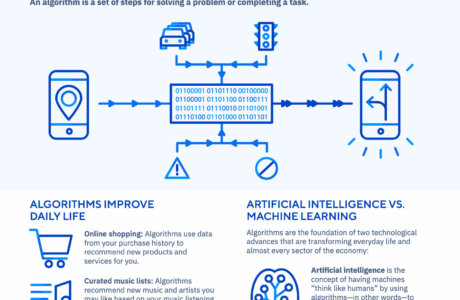 An algorithm is a set of steps for solving a problem or completing a task.
01100001 01101110 00100000
01100001 01101100 01100111
01101111 01110010 01101001
01110100 01101000 01101101
ALGORITHMS IMPROVE
DAILY LIFE
Online shopping: Algorithms use data
from your purchase history to
recommend new products and
services for you.
Curated music lists: Algorithms
recommend new music and artists you
may like based on your music listening
ARTIFICIAL INTELLIGENCE VS.
MACHINE LEARNING
Algorithms are the foundation of two technological
advances that are transforming everyday life and
almost every sector of the economy:
Artificial intelligence is the
concept of having machines
"think like humans" by using
algorithms—in other words—to